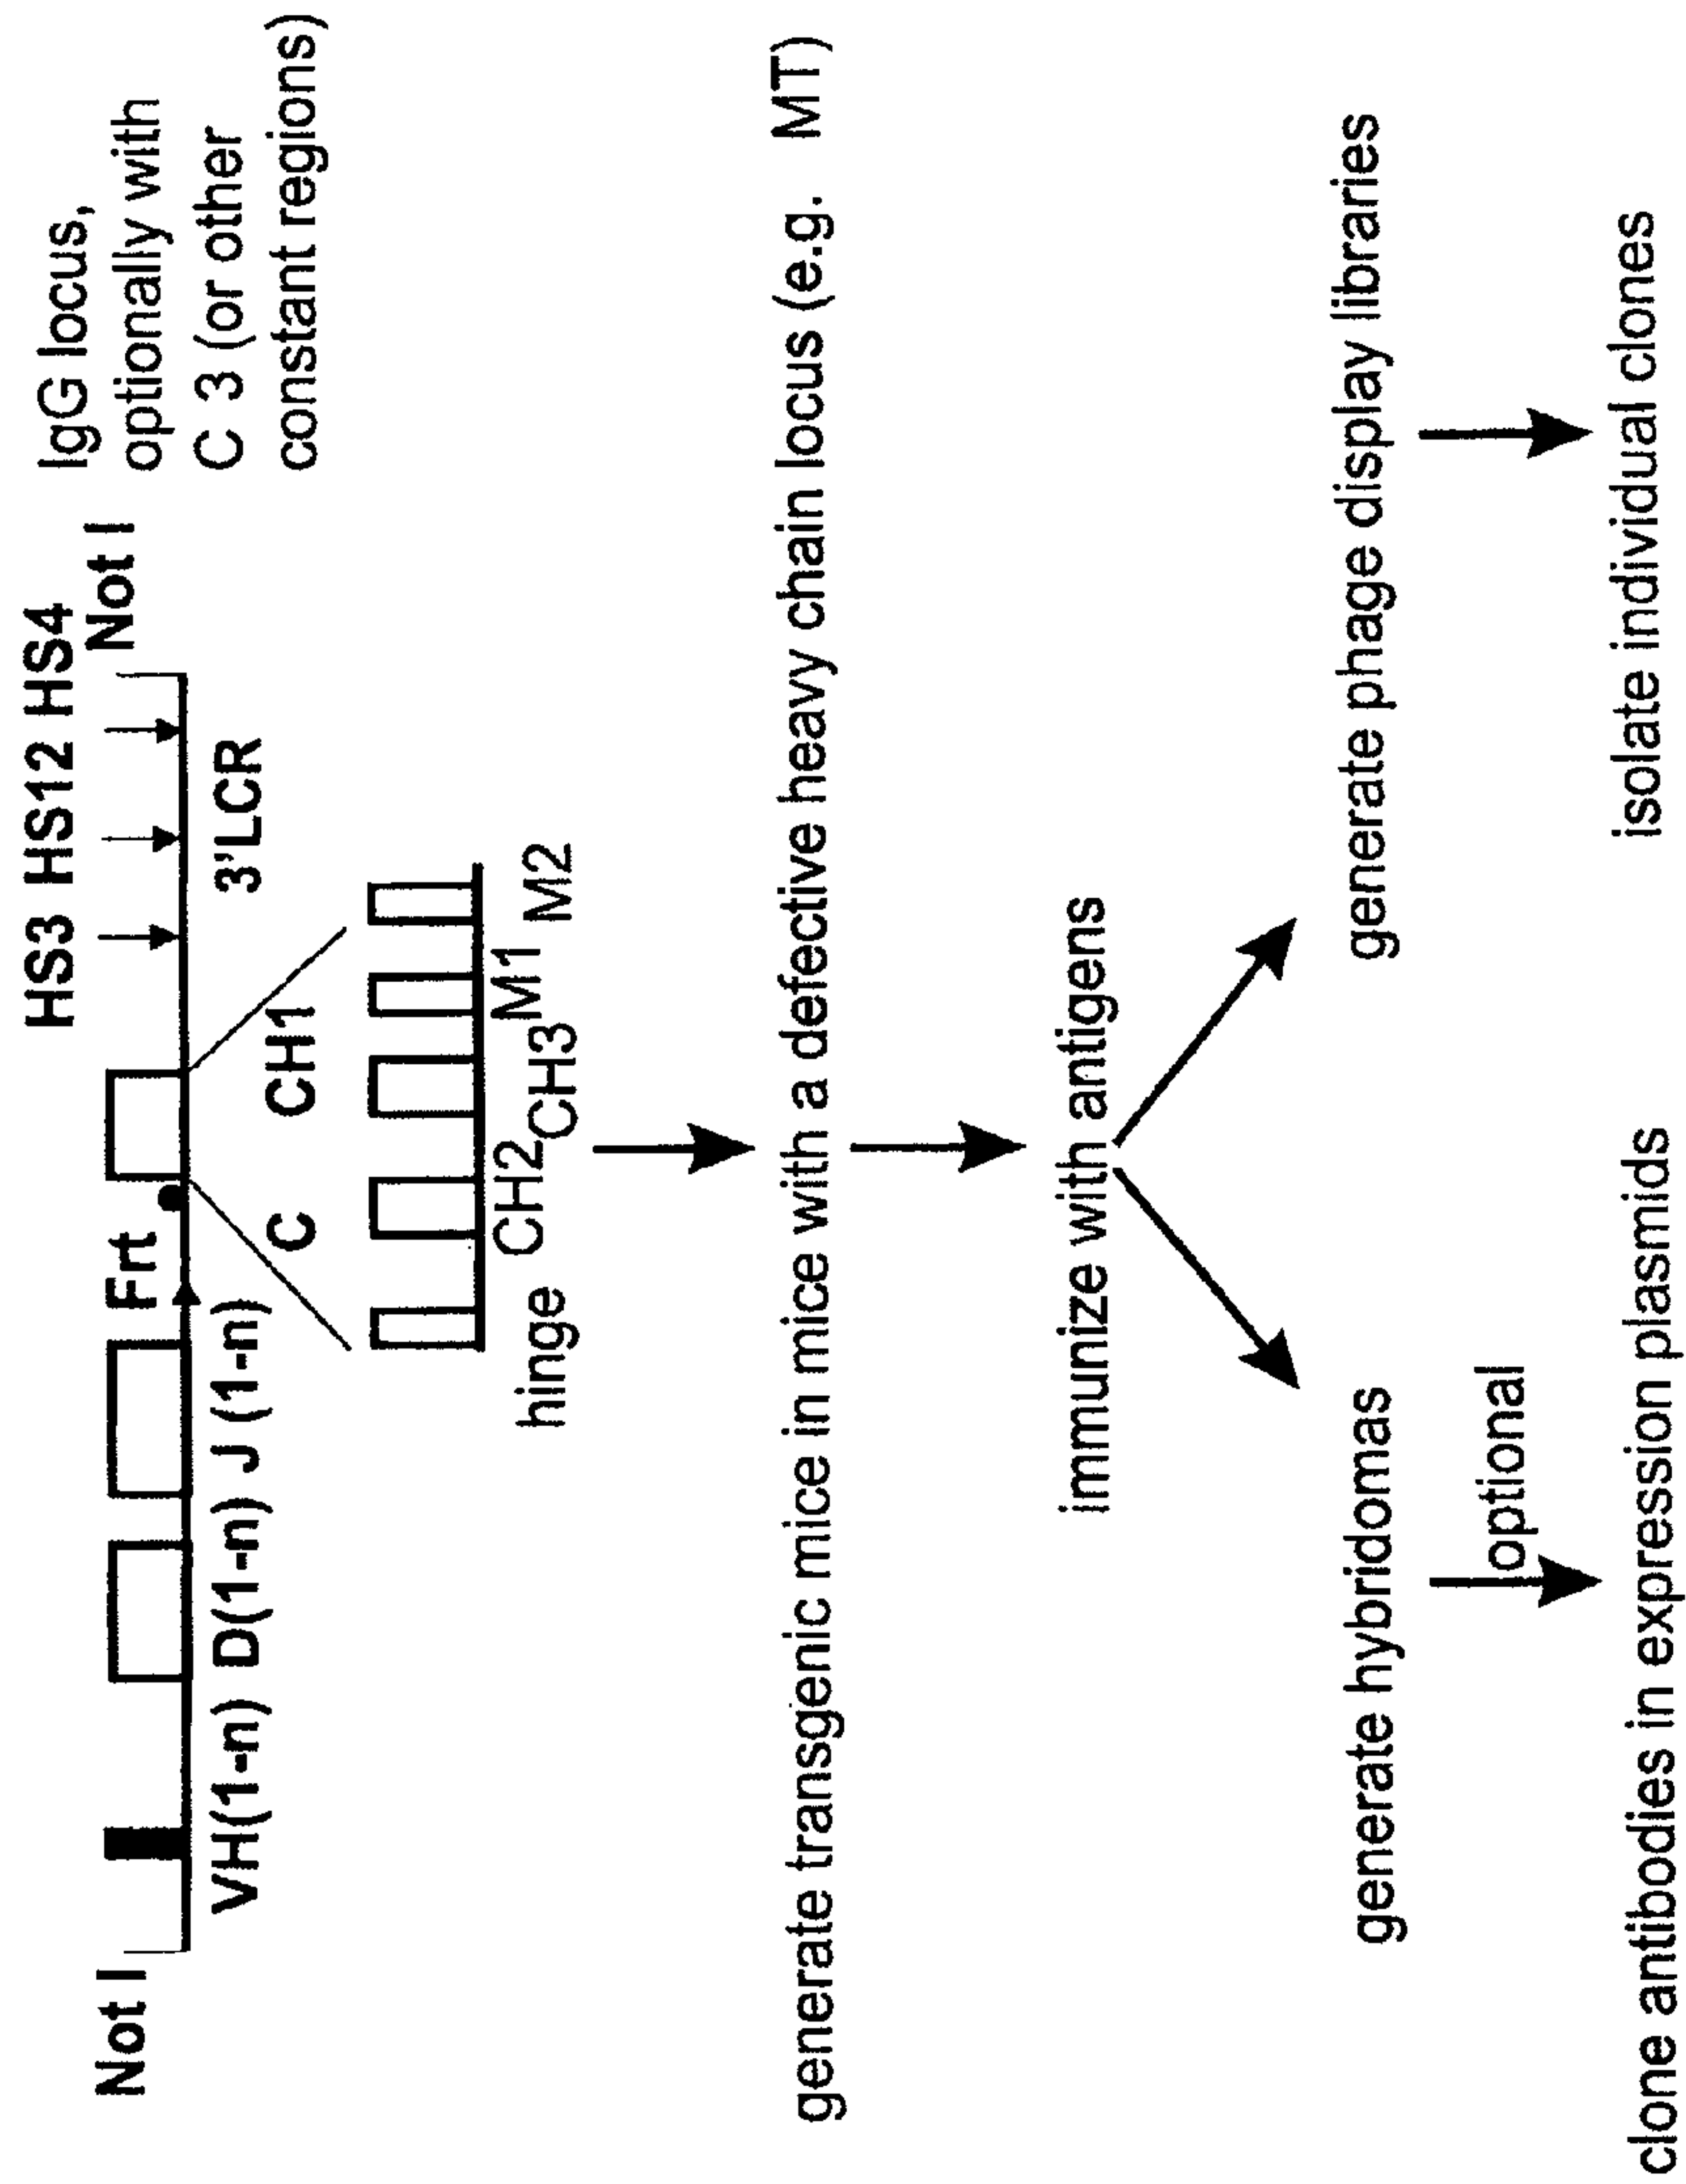 HS3 HS12 HS4
Not I
Frt
Not I
VH(1-n) D(1-n) J (1-n)
3'LCR
C CH1
hinge CH2 CH3 M1 M2
IgG locus,
optionally with
C 3 (or other
constant regions)
generate transgenic mice in mice with a defective heavy chain locus (e.g. MT)
immunize with antigens
generate hybridomas
generate phage display libraries
optional
clone antibodies in expression plasmids
isolate individual clones